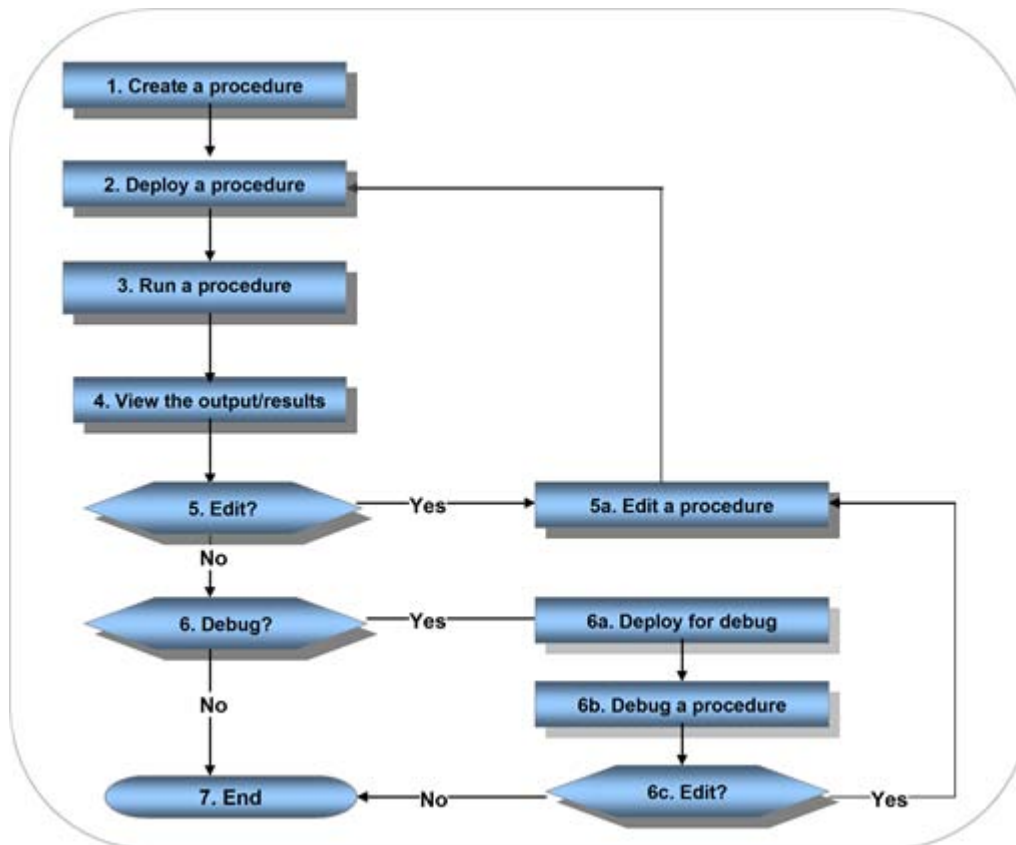 1. Create a procedure
2. Deploy a procedure
3. Run a procedure
4. View the output/results
5. Edit?
Yes
5a. Edit a procedure
No
6. Debug?
Yes
6a. Deploy for debug
6b. Debug a procedure
No
7. End
No
6c. Edit?
Yes